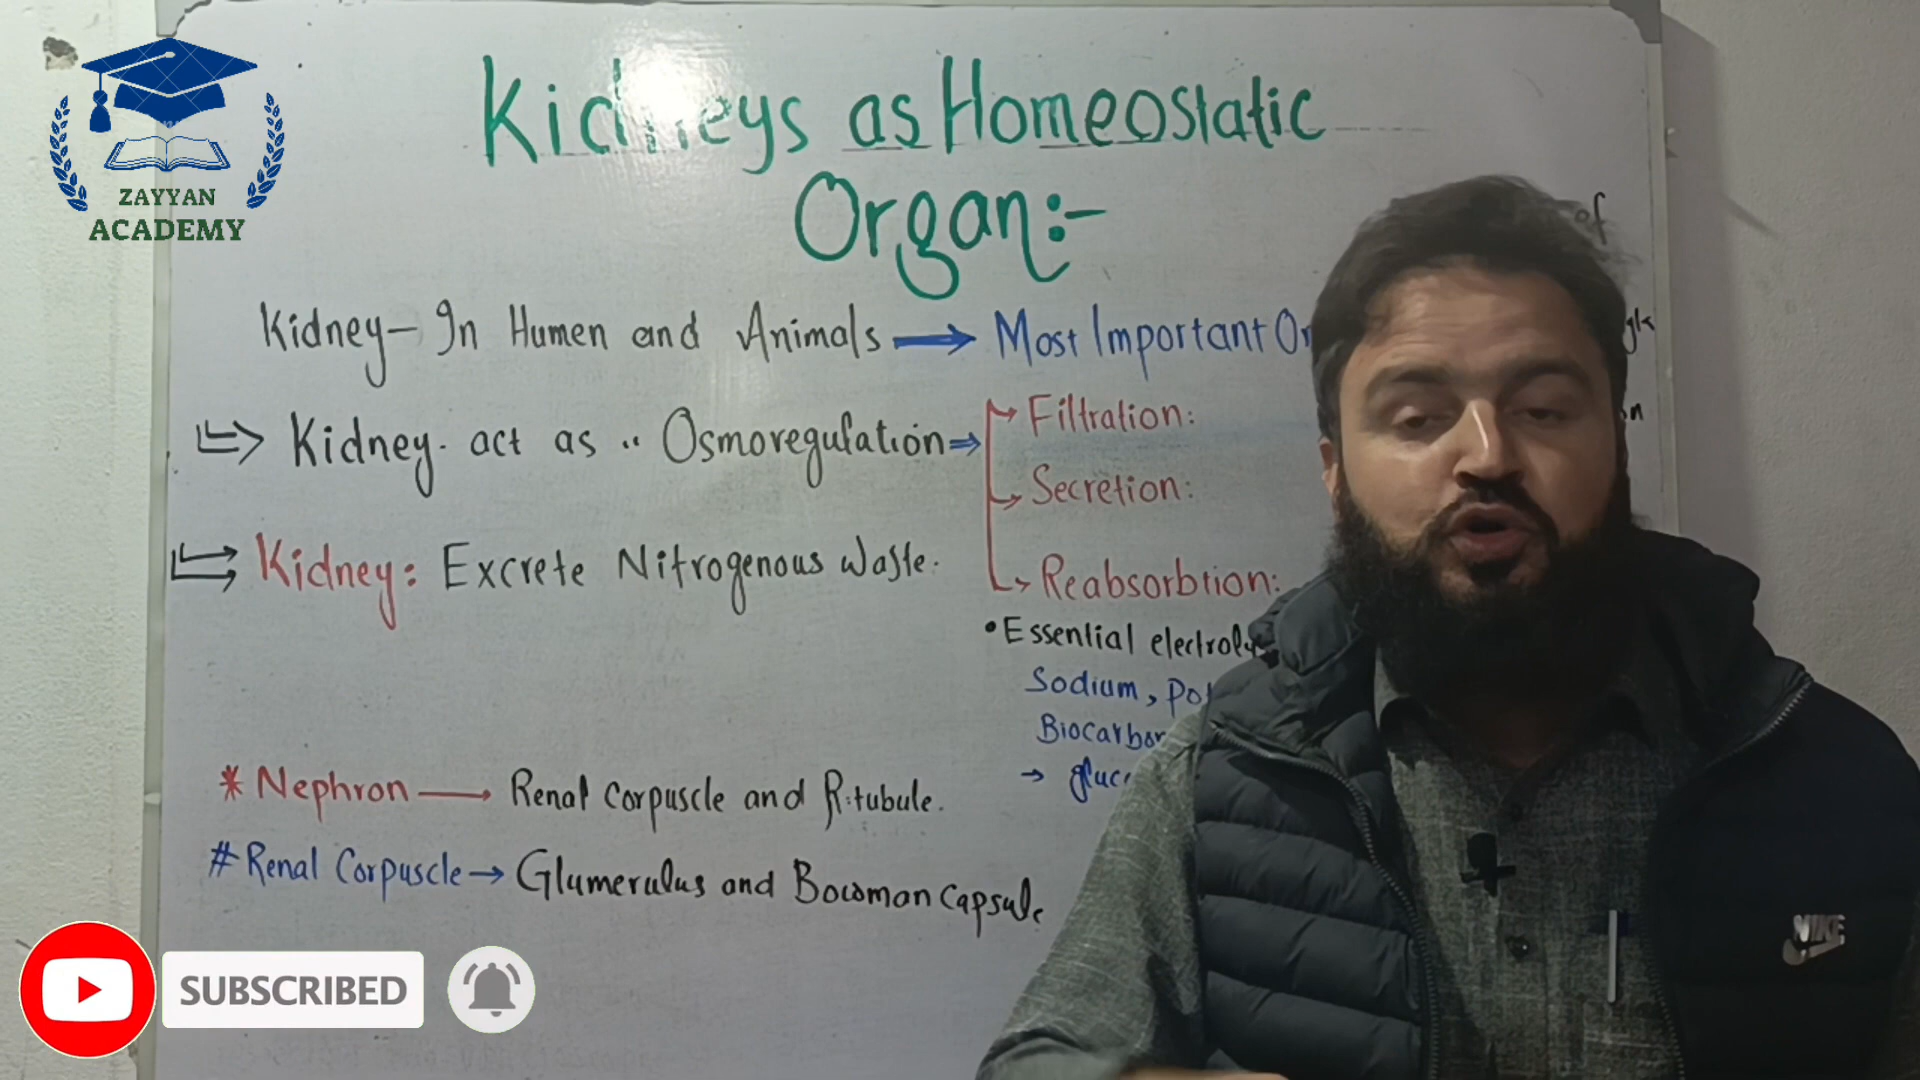 ZAYYAN
ACADEMY
Kidneys as Homeostatic
Organ:-
of
Kidney - In Humen and Animals → Most Important
⇒ Kidney. act as " Osmoregulation ⇒
→ Filtration:
→ Secretion:
→ Reabsorbtion:
⇒ Kidney: Excrete Nitrogenous Waste.
• Essential
Sodium,
* Nephron → Renal Corpuscle and R.tubule.
# Renal Corpuscle → Glumerulus and Bowman Capsule
SUBSCRIBED
NIKE